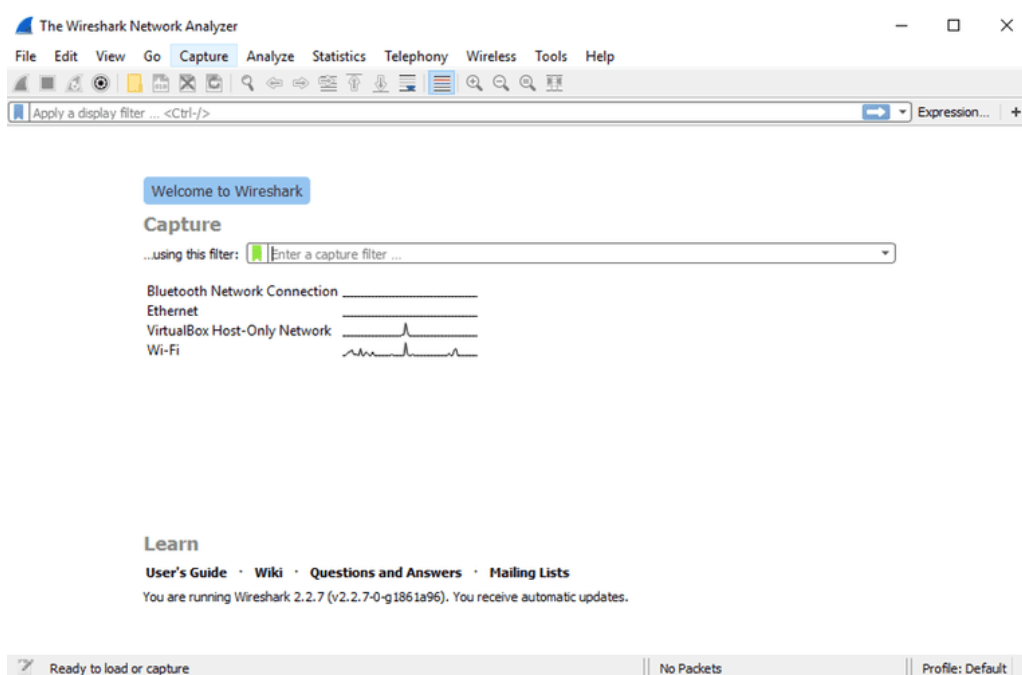 The Wireshark Network Analyzer
File Edit View Go Capture Analyze Statistics Telephony Wireless Tools Help
Apply a display filter ... <Ctrl-/> Expression... +
Welcome to Wireshark
Capture
...using this filter: Enter a capture filter ...
Bluetooth Network Connection
Ethernet
VirtualBox Host-Only Network
Wi-Fi
Learn
User's Guide · Wiki · Questions and Answers · Mailing Lists
You are running Wireshark 2.2.7 (v2.2.7-0-g1861a96). You receive automatic updates.
Ready to load or capture No Packets Profile: Default